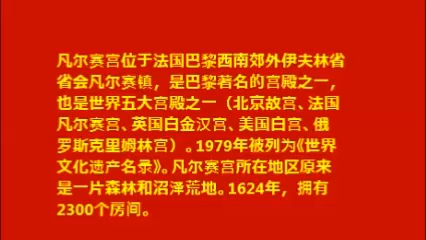 凡尔赛宫位于法国巴黎西南郊外伊夫林省
省会凡尔赛镇，是巴黎著名的宫殿之一，
也是世界五大宫殿之一（北京故宫、法国
凡尔赛宫、英国白金汉宫、美国白宫、俄
罗斯克里姆林宫）。1979年被列为《世界
文化遗产名录》。凡尔赛宫所在地区原来
是一片森林和沼泽荒地。1624年，拥有
2300个房间。